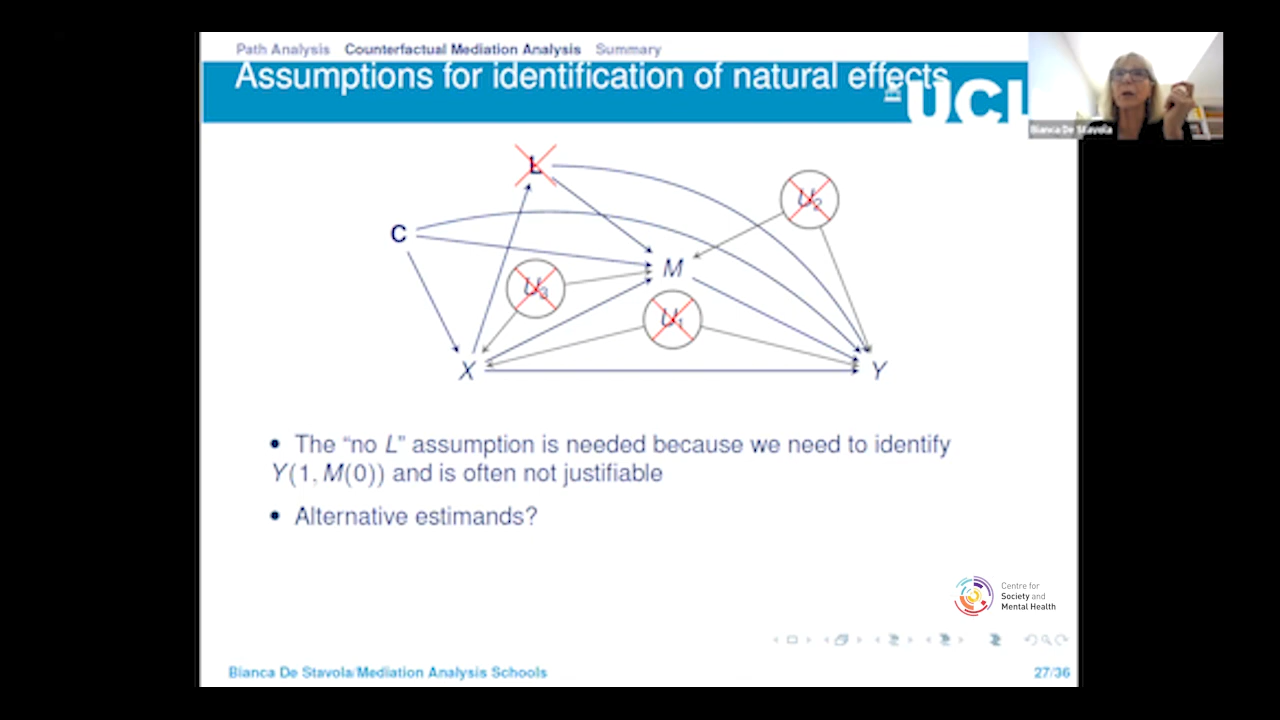 Path Analysis Counterfactual Mediation Analysis Summary
Assumptions for identification of natural effects
UCL
Bianca De Stavola
L
U2
C
M
U3
U1
X
Y
• The “no L” assumption is needed because we need to identify
Y(1, M(0)) and is often not justifiable
• Alternative estimands?
Centre for
Society and
Mental Health
Bianca De Stavola/Mediation Analysis Schools
27/36